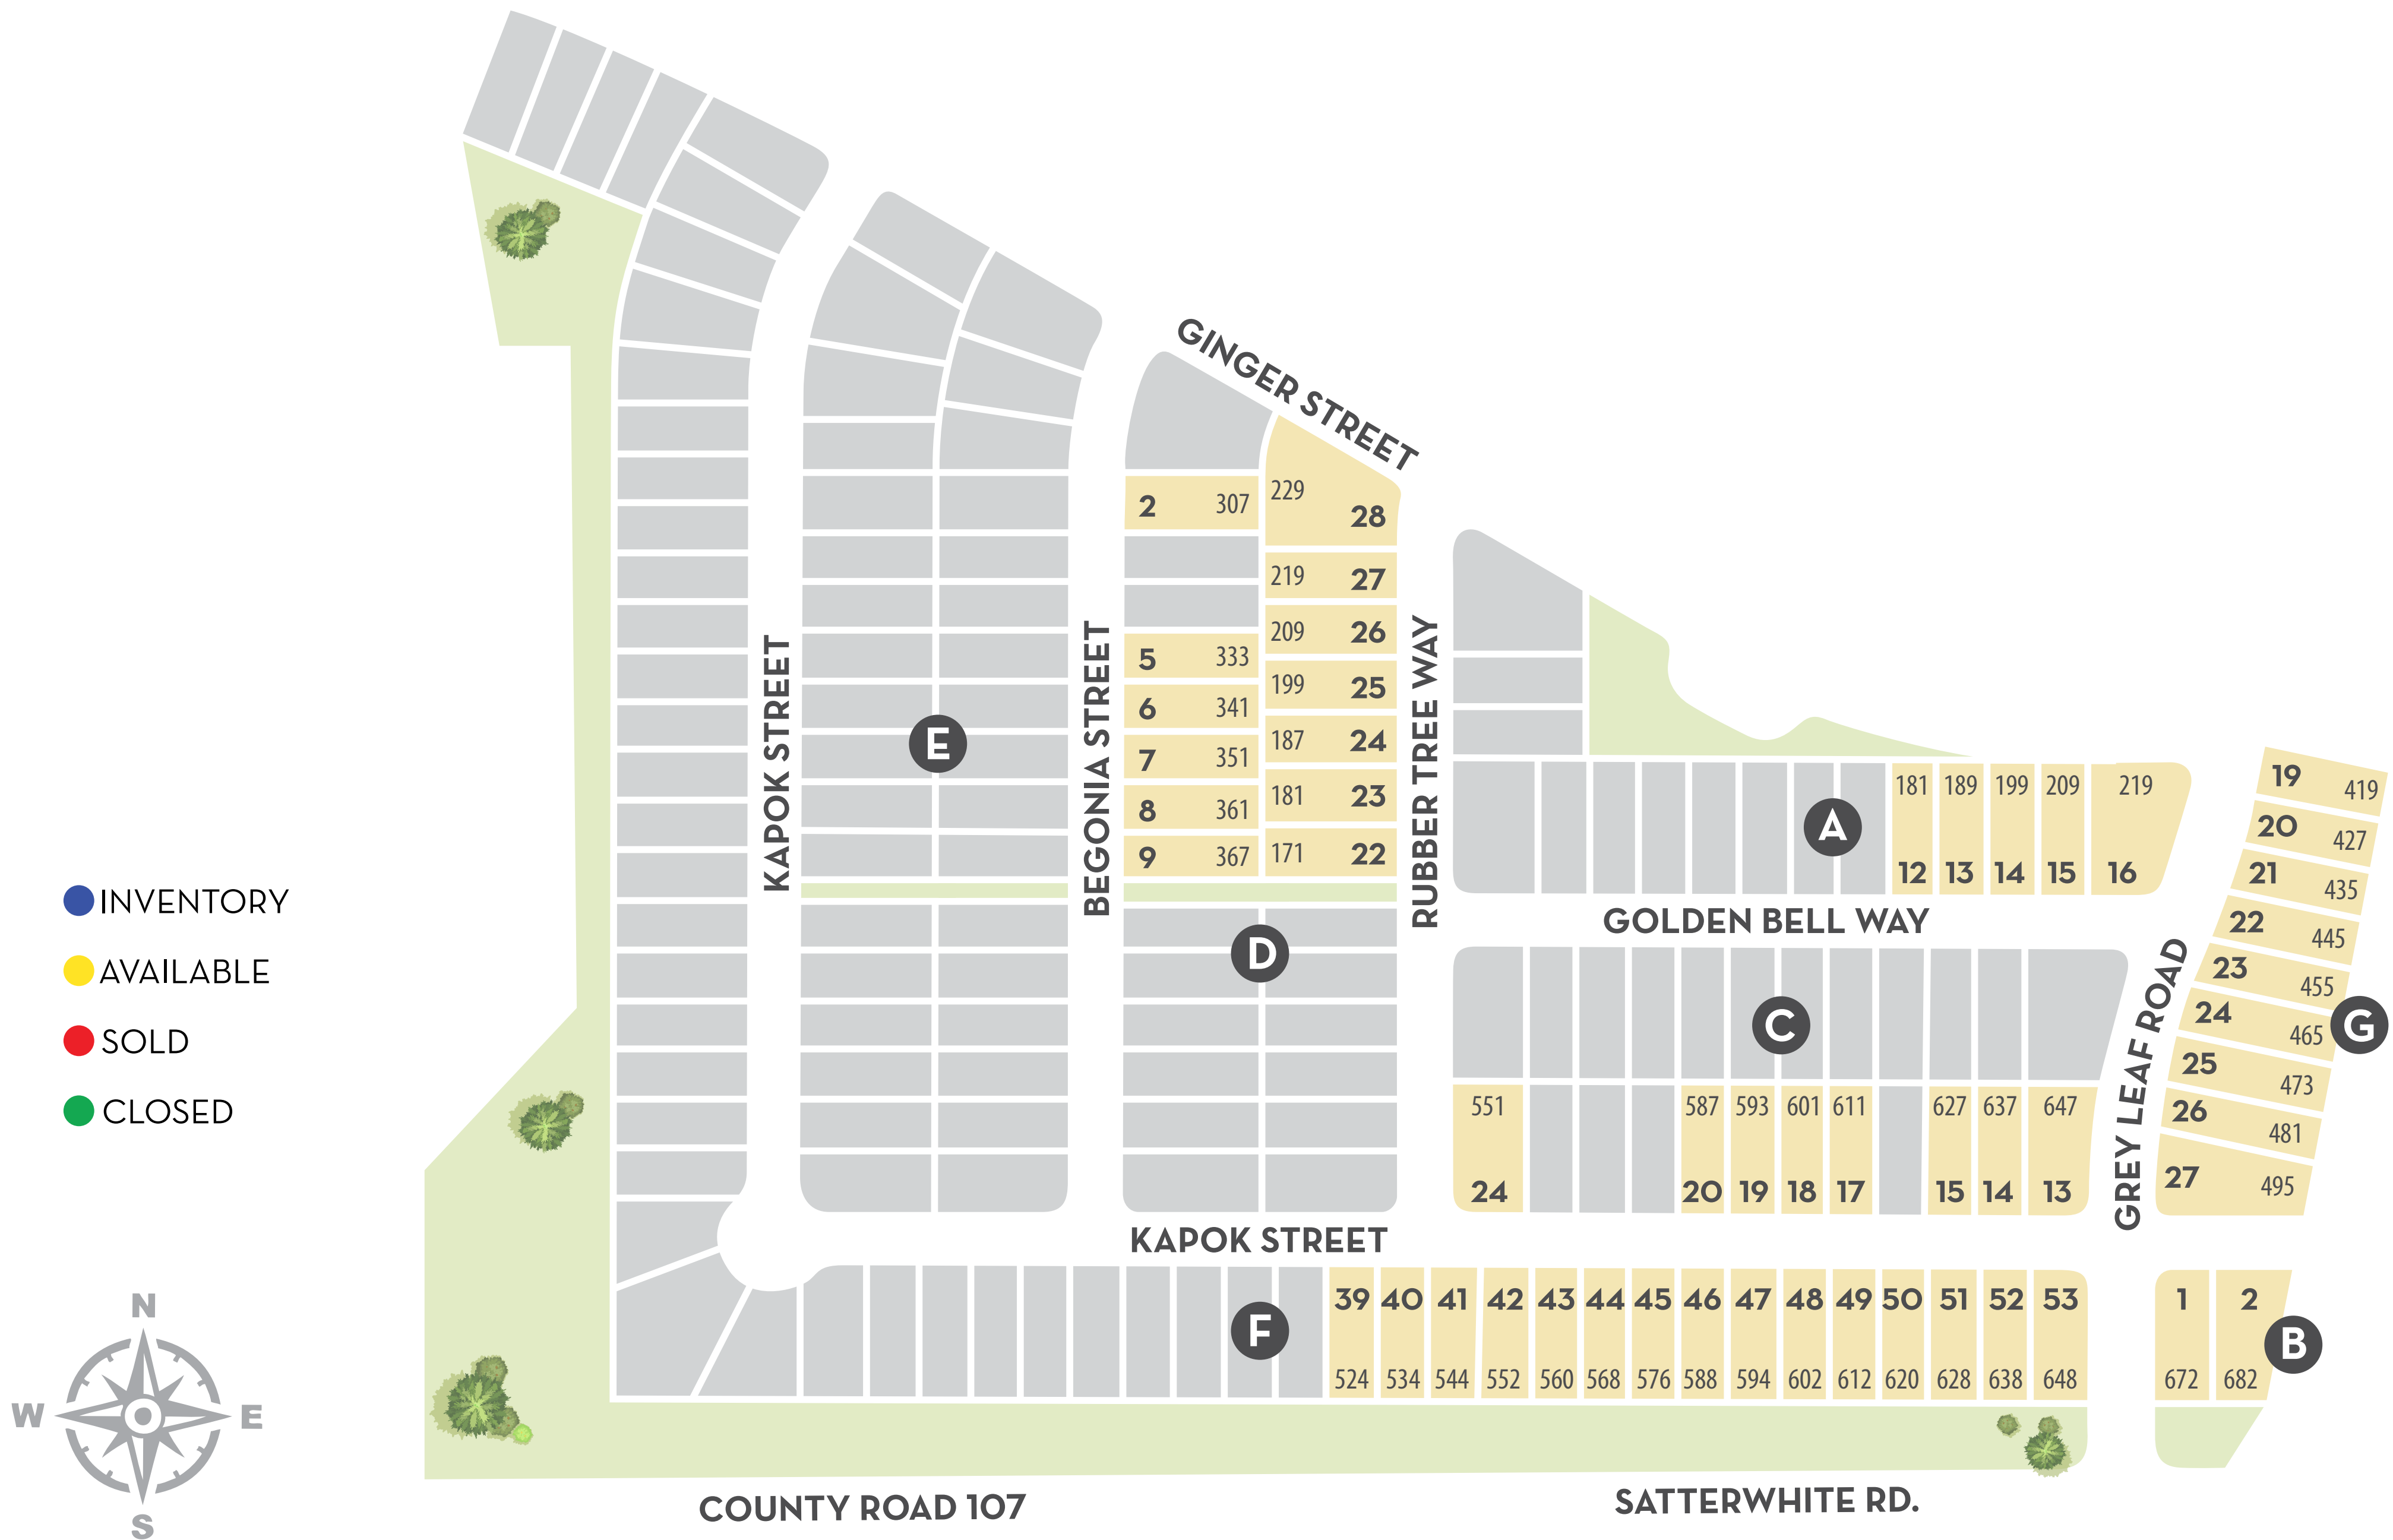 GINGER STREET
2 307
229
28
219 27
209 26
5 333
199 25
6 341
187 24
7 351
181 23
8 361
171 22
9 367
KAPOK STREET
E
BEGONIA STREET
D
RUBBER TREE WAY
A
181 189 199 209 219
12 13 14 15 16
GOLDEN BELL WAY
C
551 587 593 601 611 627 637 647
24 20 19 18 17 15 14 13
GREY LEAF ROAD
19 419
20 427
21 435
22 445
23 455
24 465
G
25 473
26 481
27 495
INVENTORY
AVAILABLE
SOLD
CLOSED
KAPOK STREET
F
39 40 41 42 43 44 45 46 47 48 49 50 51 52 53
524 534 544 552 560 568 576 588 594 602 612 620 628 638 648
1 2
B
672 682
N
W E
S
COUNTY ROAD 107
SATTERWHITE RD.